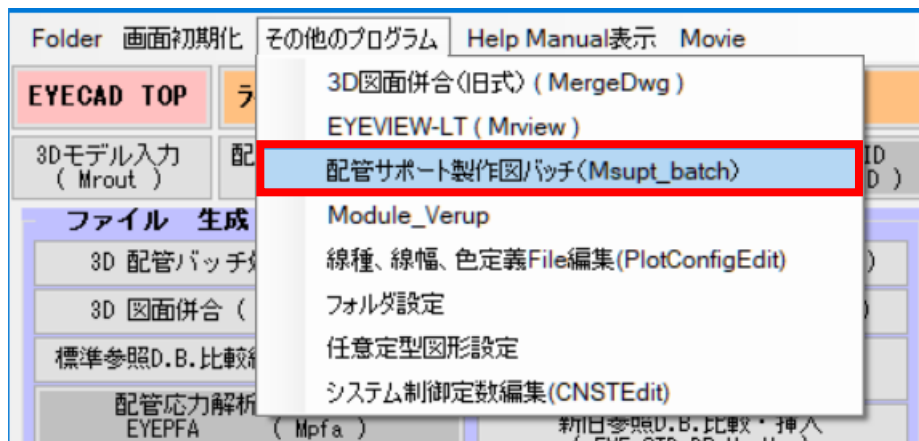 Folder 画面初期化 その他のプログラム Help Manual表示 Movie
EYECAD TOP
3D図面併合(旧式) ( MergeDwg )
EYEVIEW-LT ( Mrview )
3Dモデル入力
( Mrout )
配管サポート製作図バッチ(Msupt_batch)
Module_Verup
ファイル 生成
3D 配管バッチ
線種、線幅、色定義File編集(PlotConfigEdit)
3D 図面併合 (
フォルダ設定
標準参照D.B.比較
任意定型図形設定
システム制御定数編集(CNSTEdit)
配管応力解析
EYEPFA ( Mpfa )
新旧参照D.B.比較・挿入